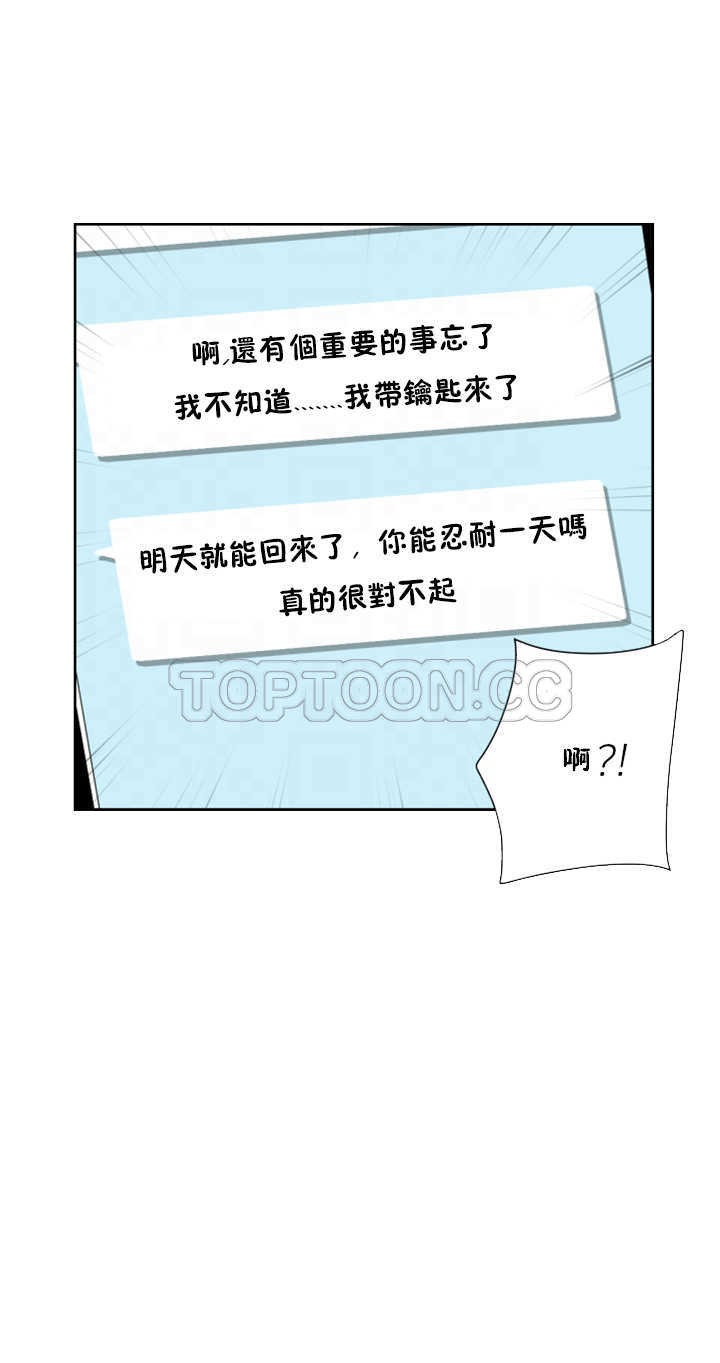 啊,還有個重要的事忘了
我不知道.......我帶鑰匙來了
明天就能回來了，你能忍耐一天嗎
真的很對不起
TOPTOON.CC
啊?!